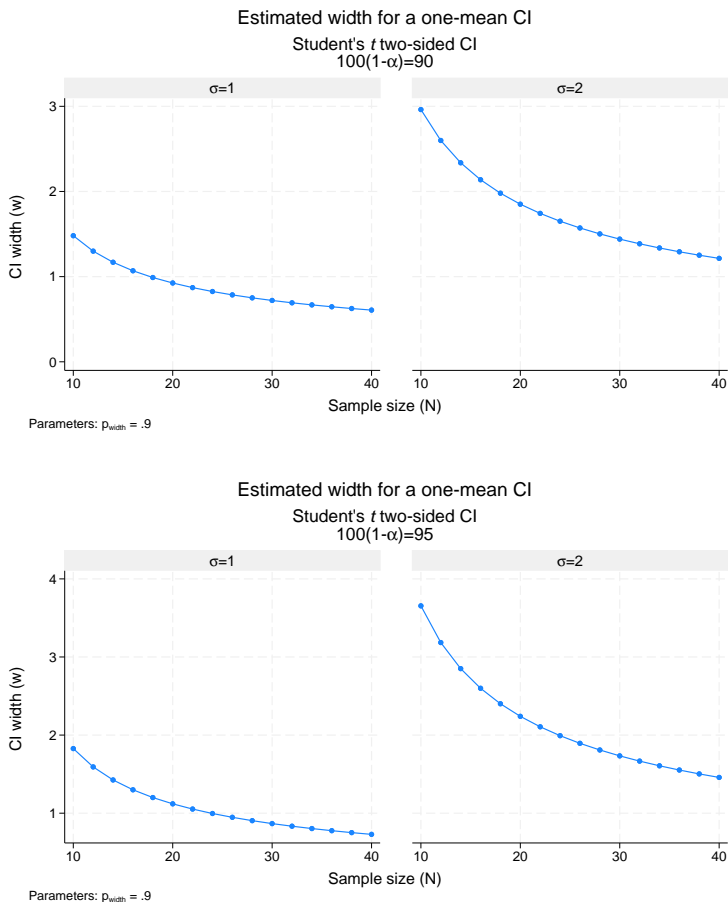 Estimated width for a one-mean CI
Student's t two-sided CI
100(1-α)=90
σ=1
σ=2
3
2
1
0
CI width (w)
10 20 30 40 10 20 30 40
Sample size (N)
Parameters: pwidth = .9
Estimated width for a one-mean CI
Student's t two-sided CI
100(1-α)=95
σ=1
σ=2
4
3
2
1
CI width (w)
10 20 30 40 10 20 30 40
Sample size (N)
Parameters: pwidth = .9